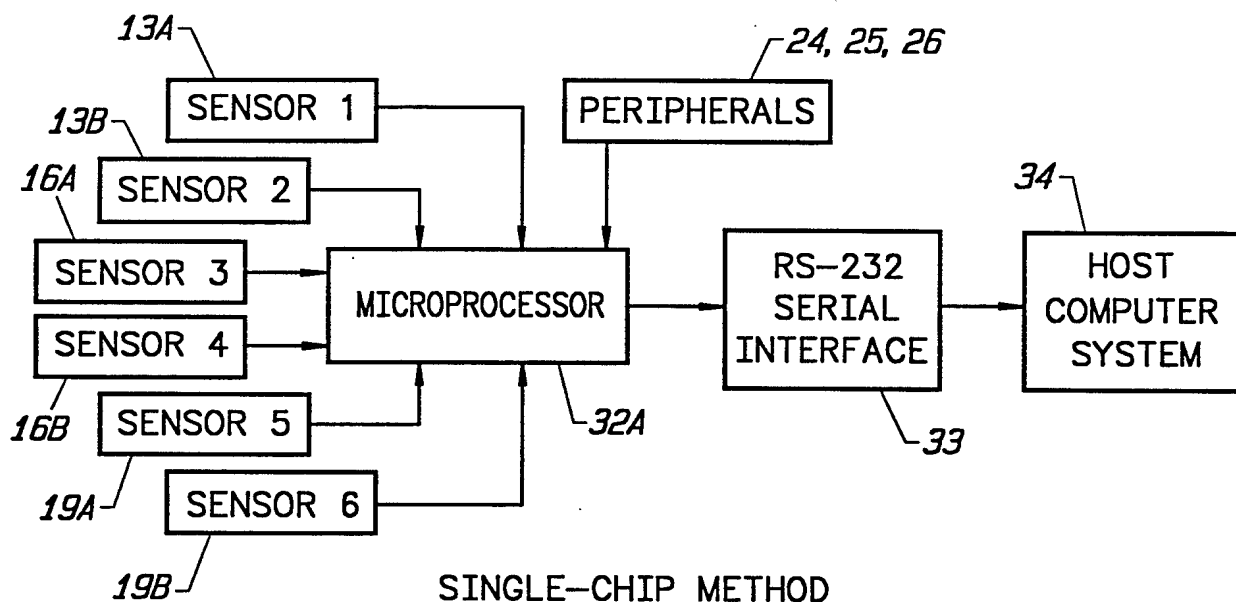 13A
24, 25, 26
SENSOR 1
PERIPHERALS
13B
SENSOR 2
16A
34
SENSOR 3
MICROPROCESSOR
RS-232
SERIAL
INTERFACE
HOST
COMPUTER
SYSTEM
SENSOR 4
16B
SENSOR 5
32A
33
19A
SENSOR 6
19B
SINGLE-CHIP METHOD